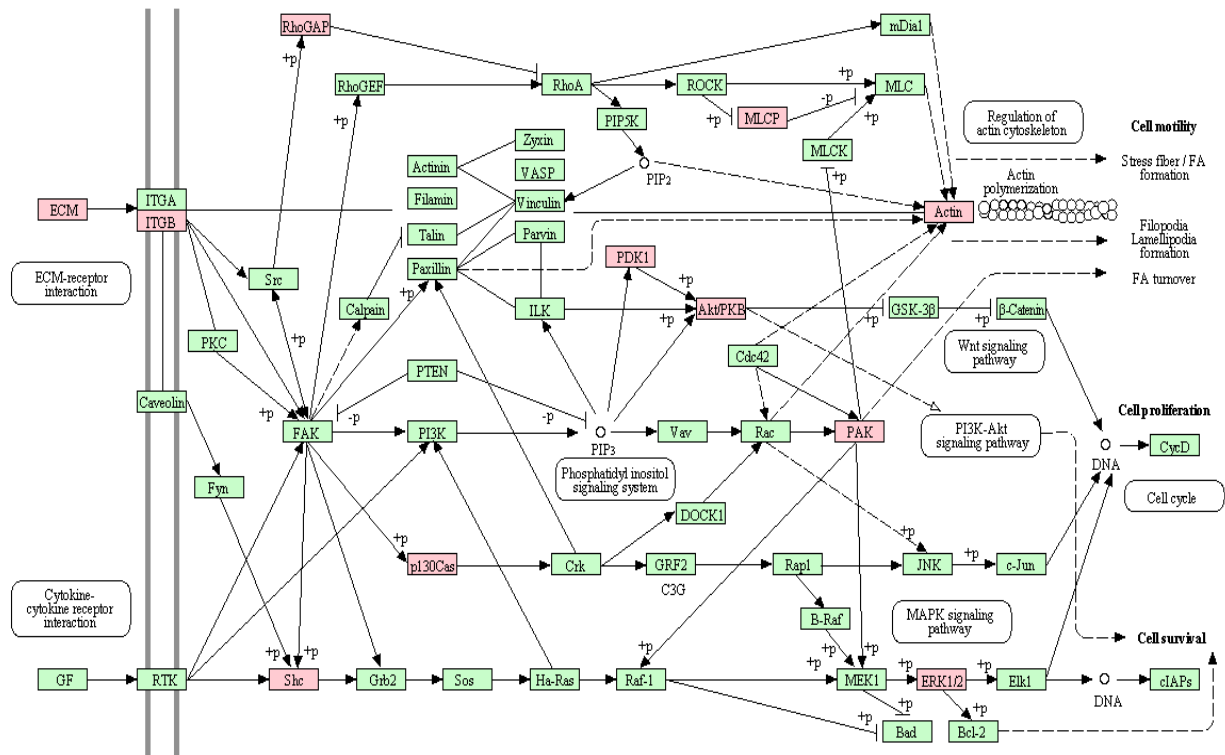 RhoGAP
mDia1
+p
RhoGEF
RhoA
ROCK
+p
MLC
+p
PIP5K
+p
MLCP
-p
+p
MLCK
+p
Regulation of
actin cytoskeleton
Cell motility
Stress fiber / FA
formation
Zyxin
Actinin
VASP
PIP2
Filamin
Vinculin
ECM
ITGA
ITGB
Actin
Actin
polymerization
Talin
Parvin
Filopodia
Lamellipodia
formation
ECM-receptor
interaction
Src
Paxillin
+p
PDK1
+p
FA turnover
Calpain
ILK
+p
Akt/PKB
GSK-3β
+p
+p
β-Catenin
+p
PKC
Wnt signaling
pathway
Cdc42
PTEN
Caveolin
+p
-p
-p
Cell proliferation
FAK
PI3K
PIP3
Vav
Rac
PAK
PI3K-Akt
signaling pathway
DNA
CycD
Phosphatidyl inositol
signaling system
Fyn
Cell cycle
DOCK1
+p
+p
+p
p130Cas
Crk
GRF2
C3G
Rap1
JNK
c-Jun
Cytokine-
cytokine receptor
interaction
B-Raf
MAPK signaling
pathway
+p
+p
Cell survival
+p
+p
+p
+p
+p
+p
GF
RTK
Shc
Grb2
Sos
Ha-Ras
Raf-1
MEK1
ERK1/2
Elk1
DNA
cIAPs
+p
+p
+p
Bad
Bcl-2